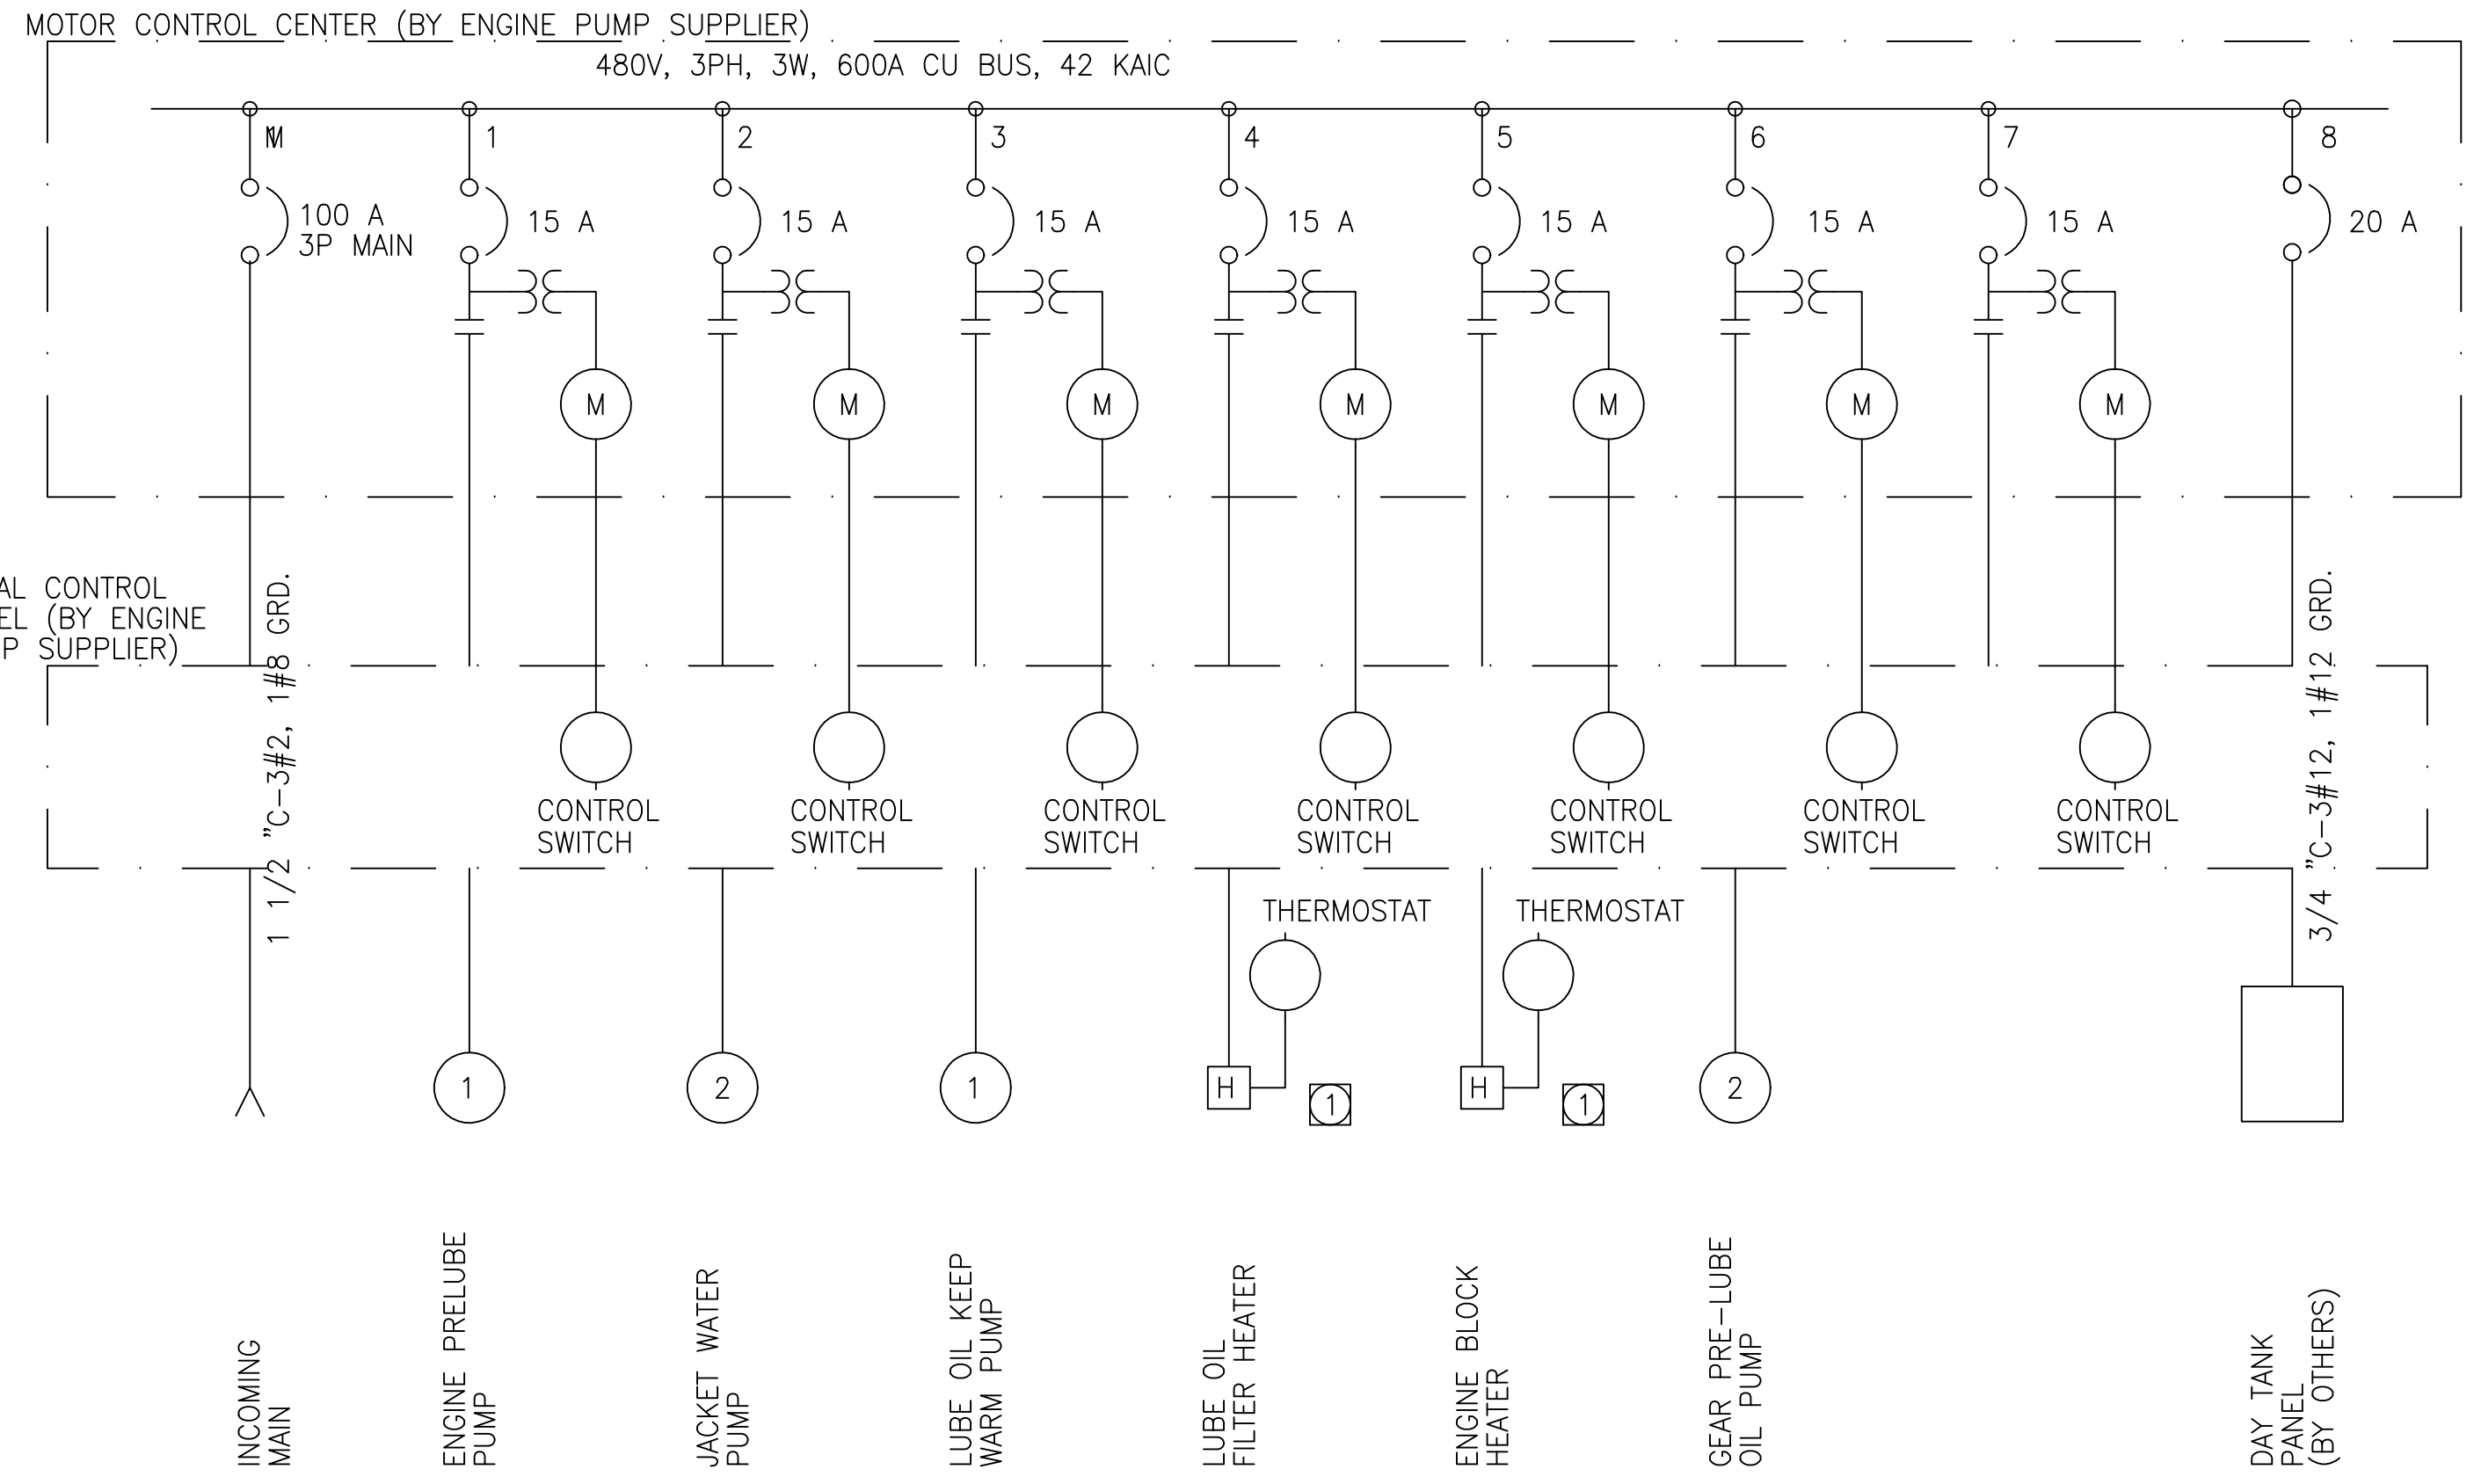 MOTOR CONTROL CENTER (BY ENGINE PUMP SUPPLIER)
480V, 3PH, 3W, 600A CU BUS, 42 KAIC
M 1 2 3 4 5 6 7 8
100 A
3P MAIN
15 A 15 A 15 A 15 A 15 A 15 A 15 A 20 A
M M M M M M M
AL CONTROL
EL (BY ENGINE
P SUPPLIER)
1 1/2 "C-3#2, 1#8 GRD.
3/4 "C-3#12, 1#12 GRD.
CONTROL
SWITCH
CONTROL
SWITCH
CONTROL
SWITCH
CONTROL
SWITCH
CONTROL
SWITCH
CONTROL
SWITCH
CONTROL
SWITCH
THERMOSTAT THERMOSTAT
1 2 1 H 1 H 1 2
INCOMING
MAIN
ENGINE PRELUBE
PUMP
JACKET WATER
PUMP
LUBE OIL KEEP
WARM PUMP
LUBE OIL
FILTER HEATER
ENGINE BLOCK
HEATER
GEAR PRE-LUBE
OIL PUMP
DAY TANK
PANEL
(BY OTHERS)